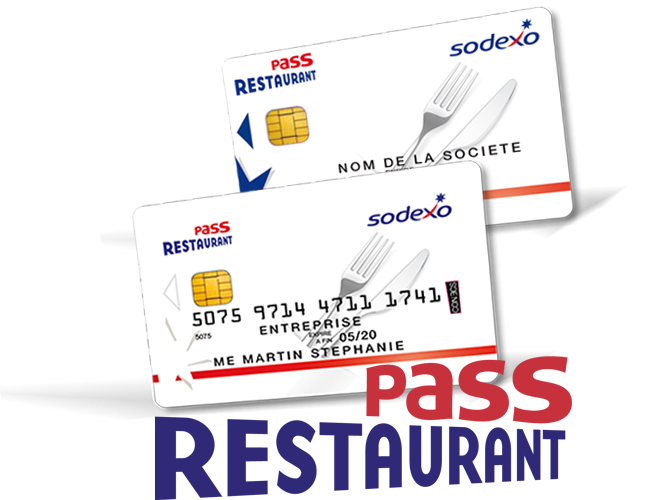 PaSS
RESTAURANT
sodexo
NOM DE LA SOCIETE
PaSS
RESTAURANT
sodexo
5075 9714 4711 1741
5075
ENTREPRISE
EXPIRE
A FIN 05/20
ME MARTIN STEPHANIE
PaSS
RESTAURANT